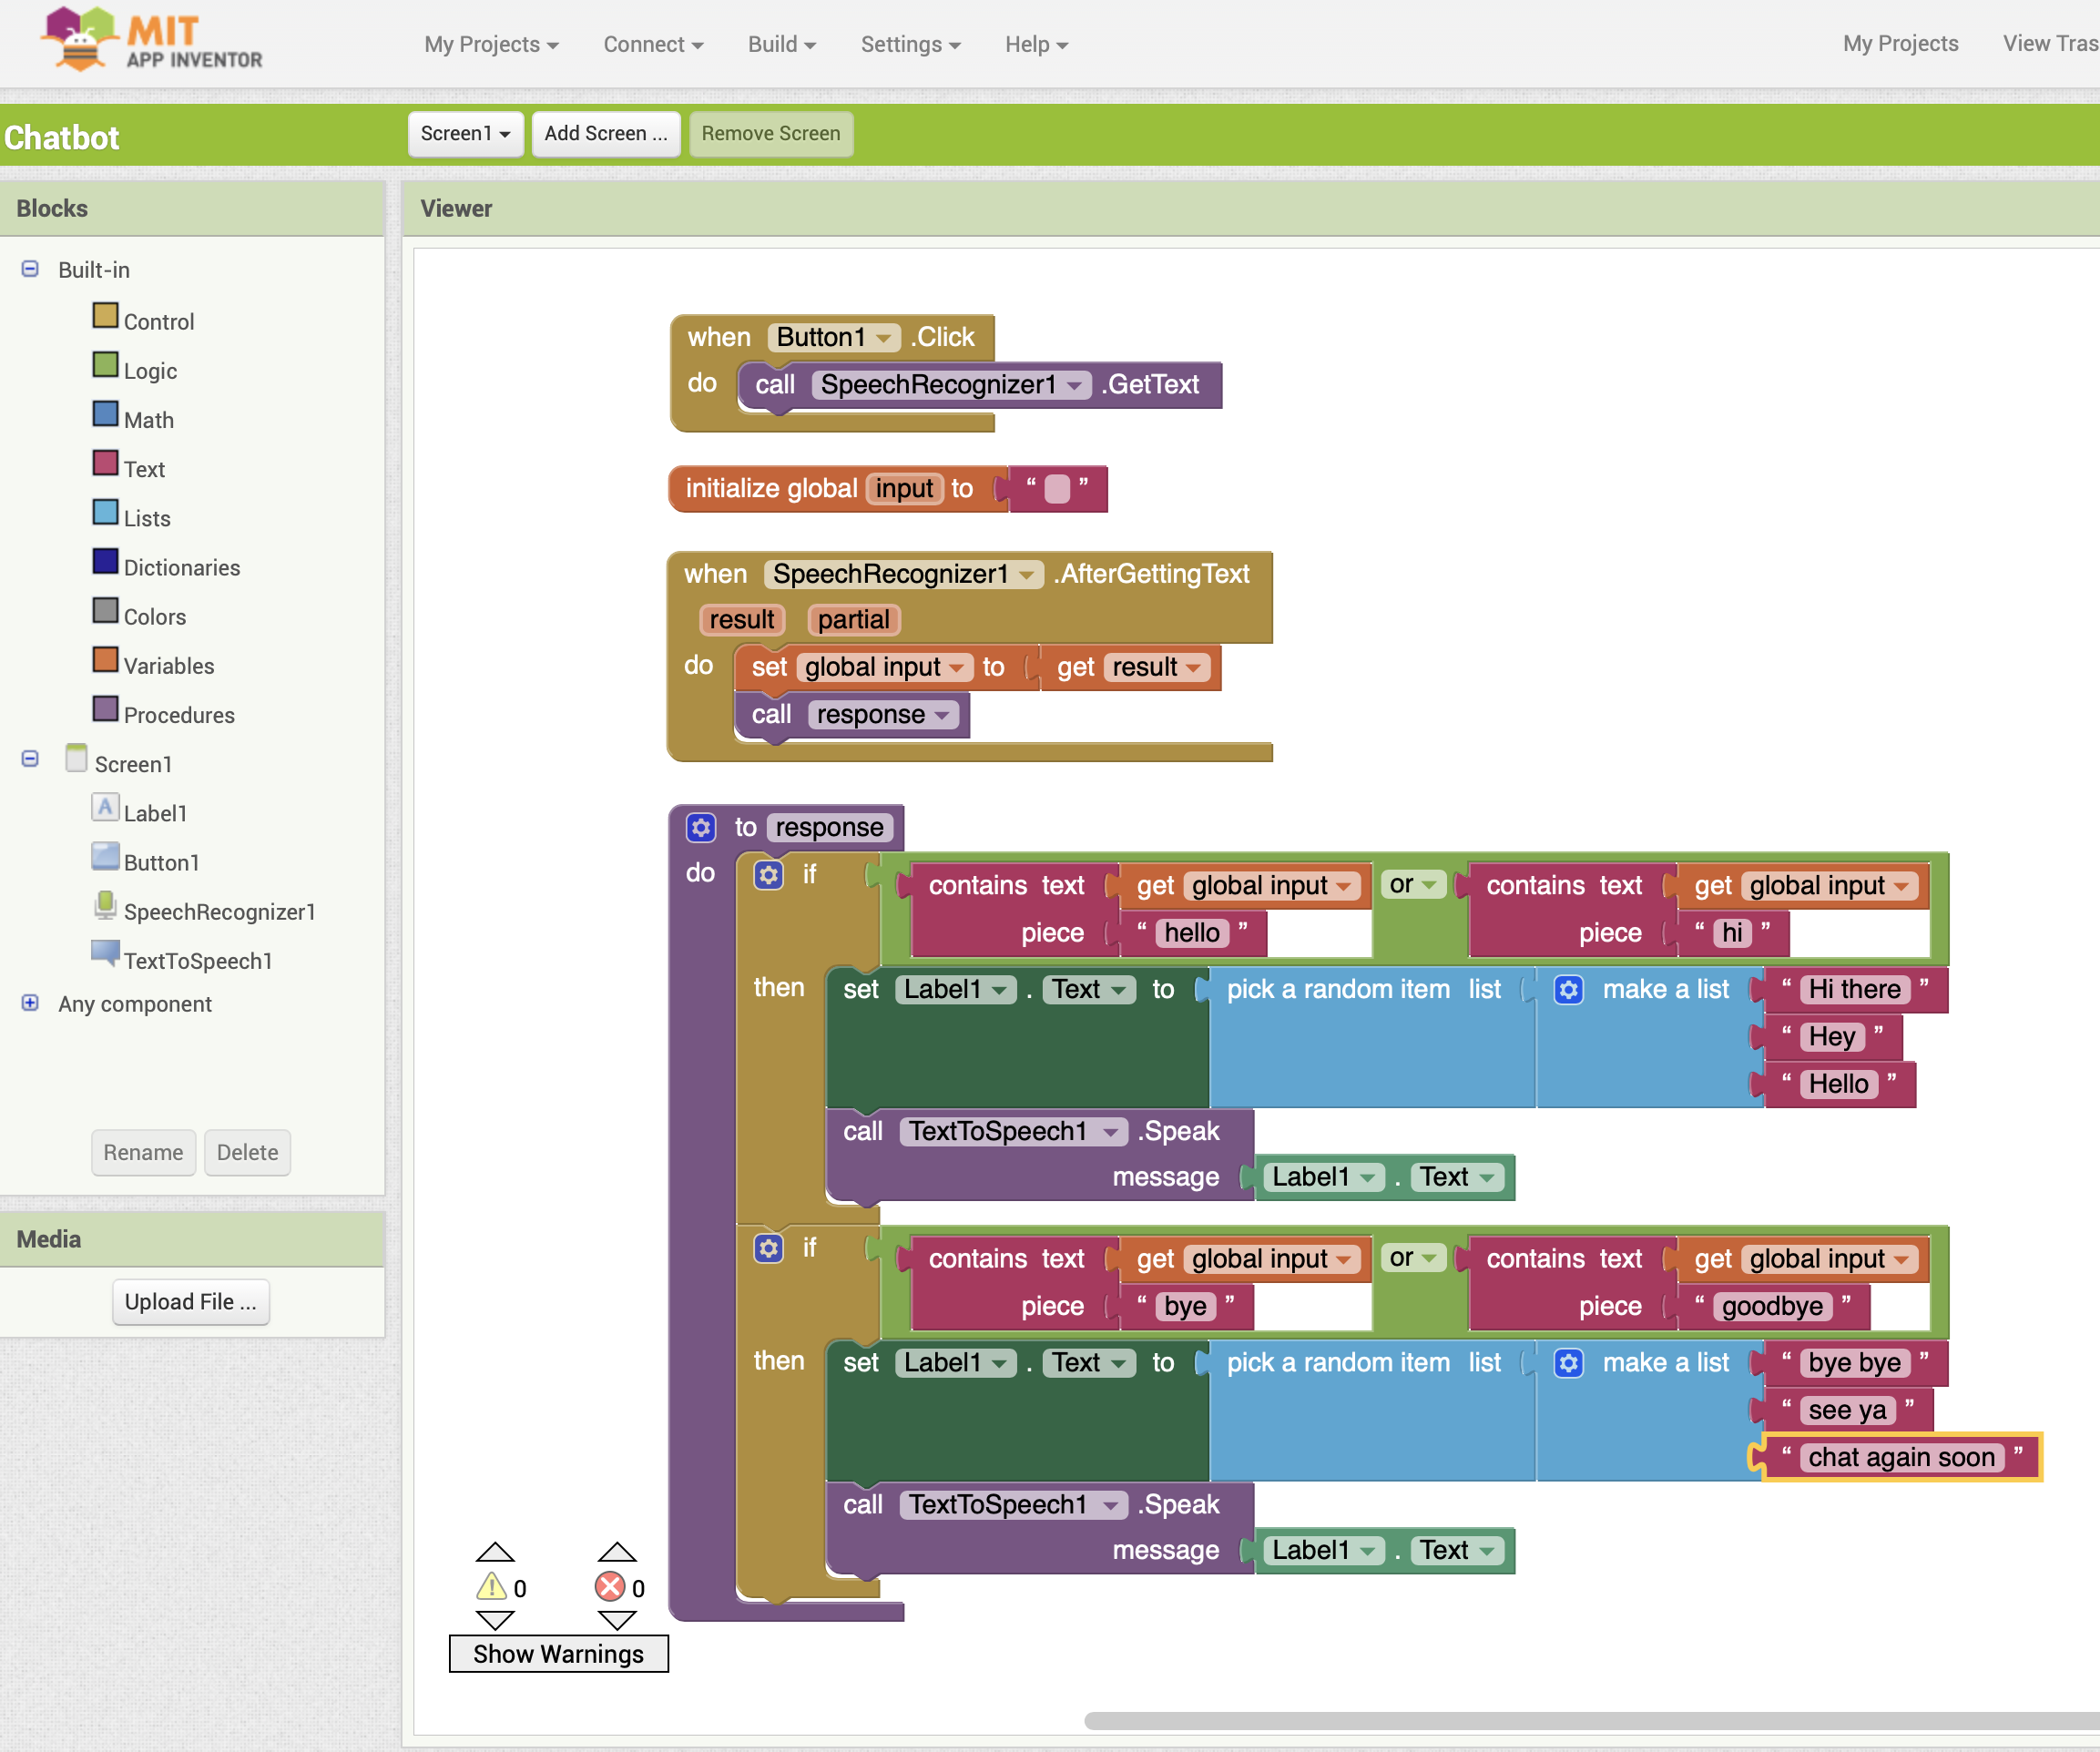 MIT
APP INVENTOR
My Projects Connect Build Settings Help My Projects View Tras
Chatbot Screen1 Add Screen ... Remove Screen
Blocks
Built-in
Control
Logic
Math
Text
Lists
Dictionaries
Colors
Variables
Procedures
Screen1
A Label1
Button1
SpeechRecognizer1
TextToSpeech1
Any component
Rename Delete
Media
Upload File ...
Viewer
when Button1 .Click
do call SpeechRecognizer1 .GetText
initialize global input to “ ”
when SpeechRecognizer1 .AfterGettingText
result partial
do set global input to get result
call response
to response
do if contains text get global input or contains text get global input
piece “ hello ” piece “ hi ”
then set Label1 . Text to pick a random item list make a list “ Hi there ”
“ Hey ”
“ Hello ”
call TextToSpeech1 .Speak
message Label1 . Text
if contains text get global input or contains text get global input
piece “ bye ” piece “ goodbye ”
then set Label1 . Text to pick a random item list make a list “ bye bye ”
“ see ya ”
“ chat again soon ”
call TextToSpeech1 .Speak
message Label1 . Text
0 0
Show Warnings